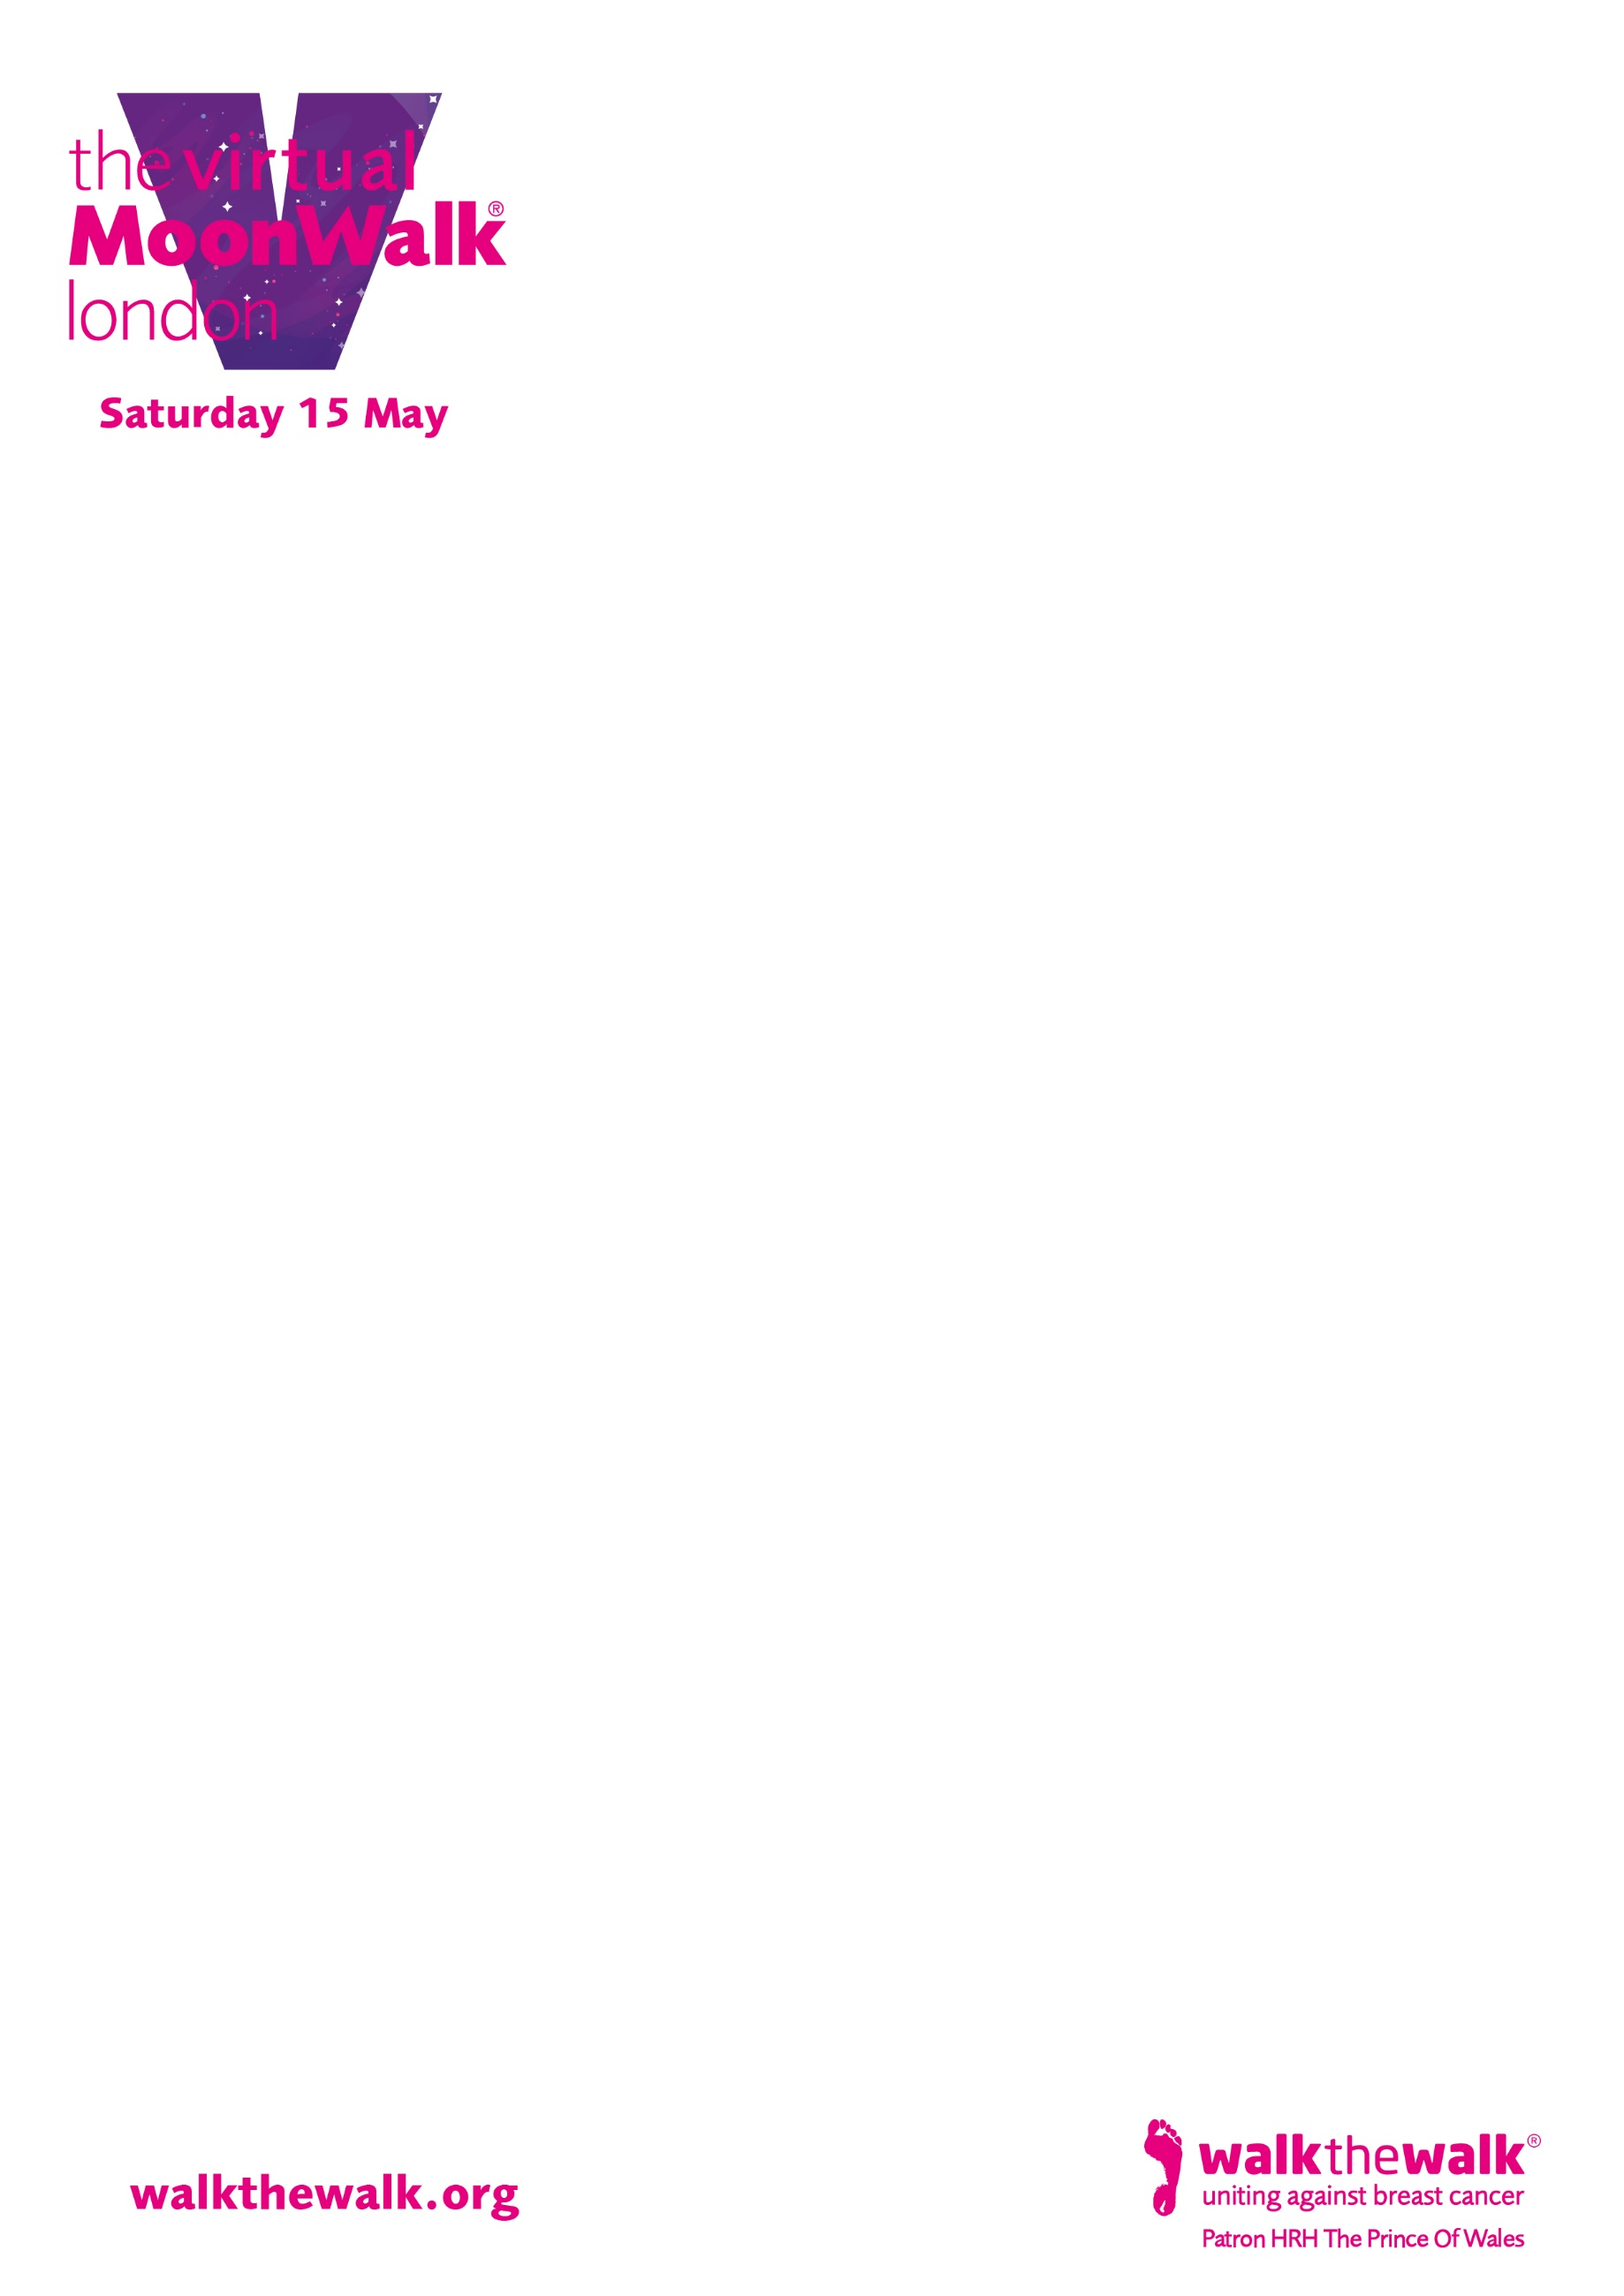 the virtual
MoonWalk®
london
Saturday 15 May
walkthewalk.org
walkthewalk®
uniting against breast cancer
Patron HRH The Prince Of Wales